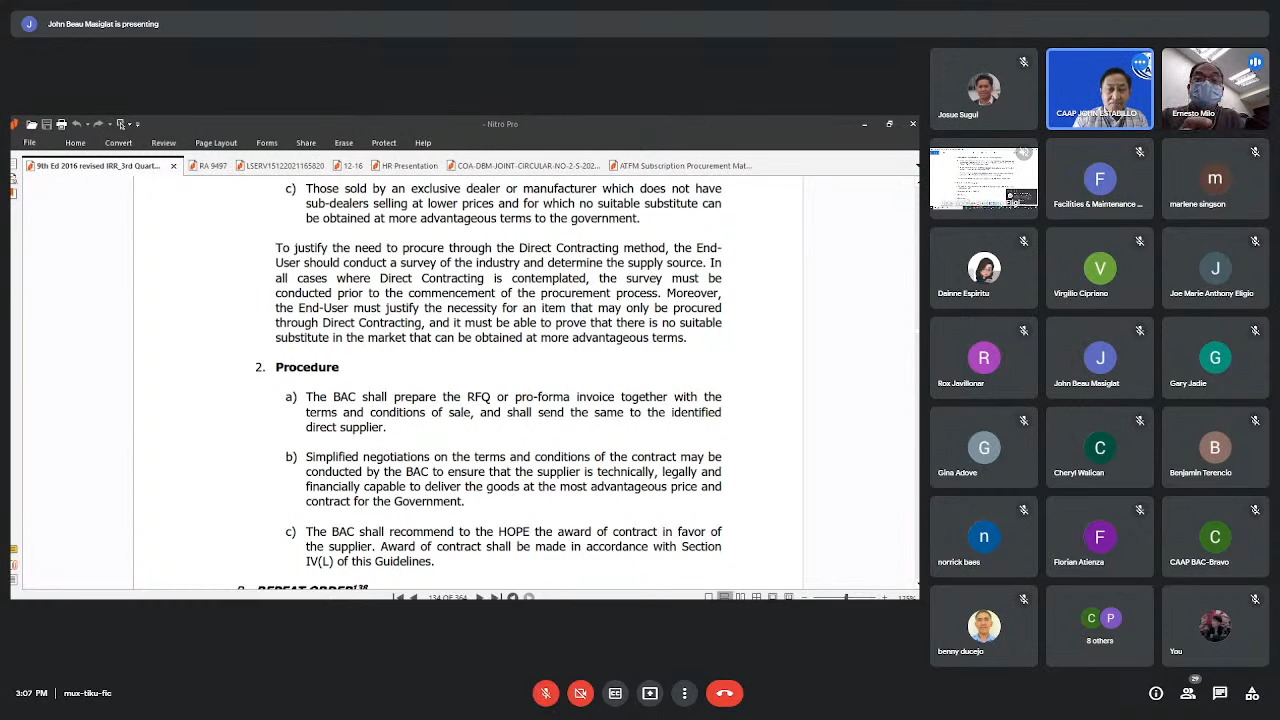 John Beau Masiglat is presenting
- Nitro Pro
File Home Convert Review Page Layout Forms Share Erase Protect Help
9th Ed 2016 revised IRR_3rd Quart... RA 9497 LSERV15122021165820 12-16 HR Presentation COA-DBM-JOINT-CIRCULAR-NO-2-S-202... ATFM Subscription Procurement Mat...
c) Those sold by an exclusive dealer or manufacturer which does not have
sub-dealers selling at lower prices and for which no suitable substitute can
be obtained at more advantageous terms to the government.
To justify the need to procure through the Direct Contracting method, the End-
User should conduct a survey of the industry and determine the supply source. In
all cases where Direct Contracting is contemplated, the survey must be
conducted prior to the commencement of the procurement process. Moreover,
the End-User must justify the necessity for an item that may only be procured
through Direct Contracting, and it must be able to prove that there is no suitable
substitute in the market that can be obtained at more advantageous terms.
2. Procedure
a) The BAC shall prepare the RFQ or pro-forma invoice together with the
terms and conditions of sale, and shall send the same to the identified
direct supplier.
b) Simplified negotiations on the terms and conditions of the contract may be
conducted by the BAC to ensure that the supplier is technically, legally and
financially capable to deliver the goods at the most advantageous price and
contract for the Government.
c) The BAC shall recommend to the HOPE the award of contract in favor of
the supplier. Award of contract shall be made in accordance with Section
IV(L) of this Guidelines.
134 OF 364
175%
Josue Sugui
CAAP JOHN ESTABILLO
Ernesto Milo
F
Facilities & Maintenance ...
m
marlene singson
Dainne Espiritu
V
Virgilio Cipriano
J
Joe Marie Anthony Eligio
R
Rox Javillonar
J
John Beau Masiglat
G
Gary Jadie
G
Gina Adove
C
Cheryl Walican
B
Benjamin Terencio
n
norrick baes
F
Florian Atienza
C
CAAP BAC-Bravo
benny ducejo
C P
8 others
You
3:07 PM | mux-tiku-fic
29